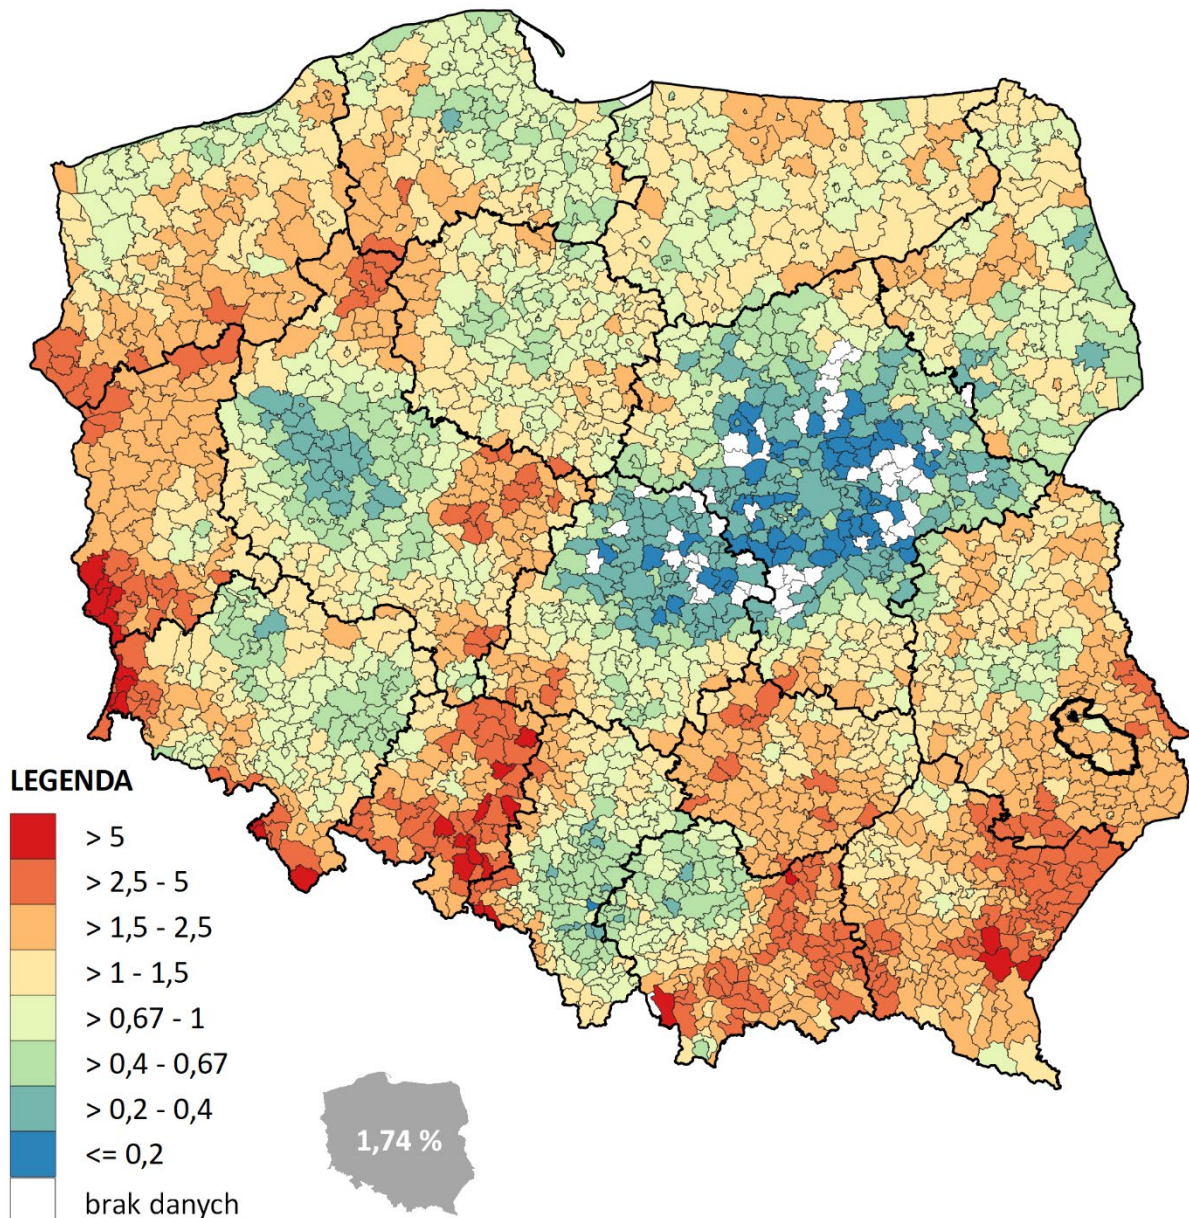 LEGENDA
> 5
> 2,5 - 5
> 1,5 - 2,5
> 1 - 1,5
> 0,67 - 1
> 0,4 - 0,67
> 0,2 - 0,4
<= 0,2
brak danych
1,74 %